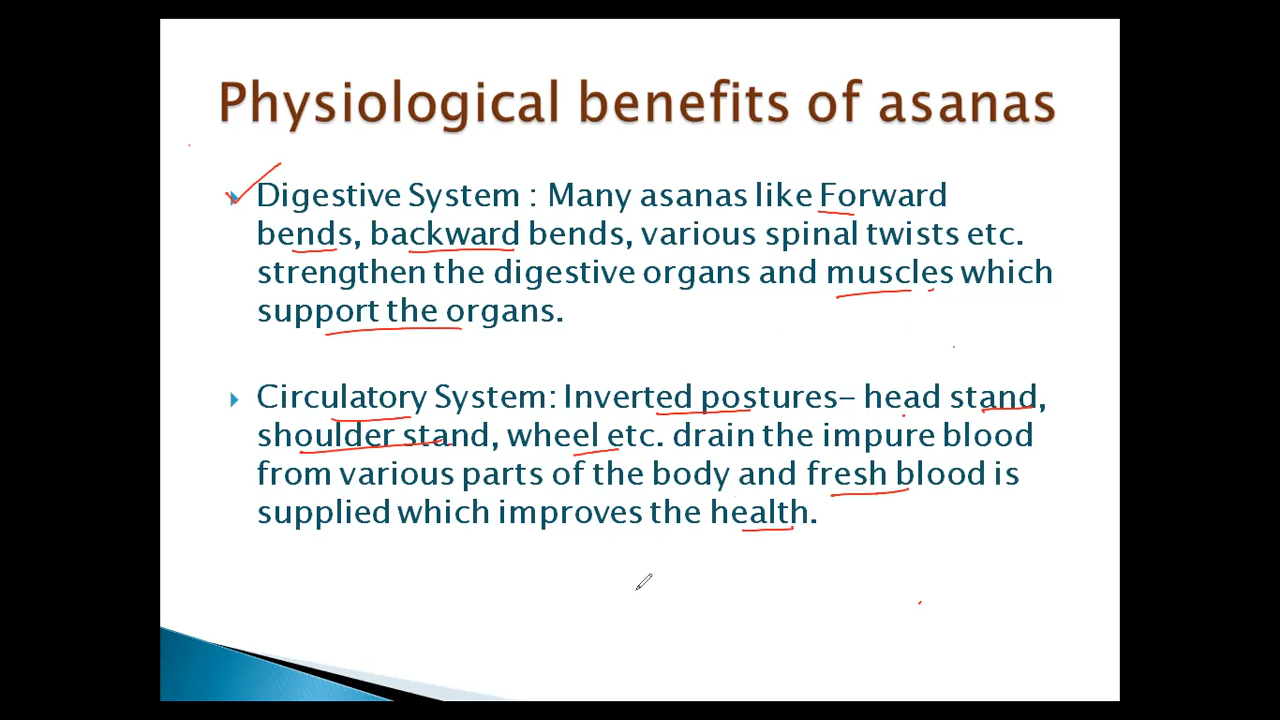 Physiological benefits of asanas
Digestive System : Many asanas like Forward
bends, backward bends, various spinal twists etc.
strengthen the digestive organs and muscles which
support the organs.
Circulatory System: Inverted postures– head stand,
shoulder stand, wheel etc. drain the impure blood
from various parts of the body and fresh blood is
supplied which improves the health.